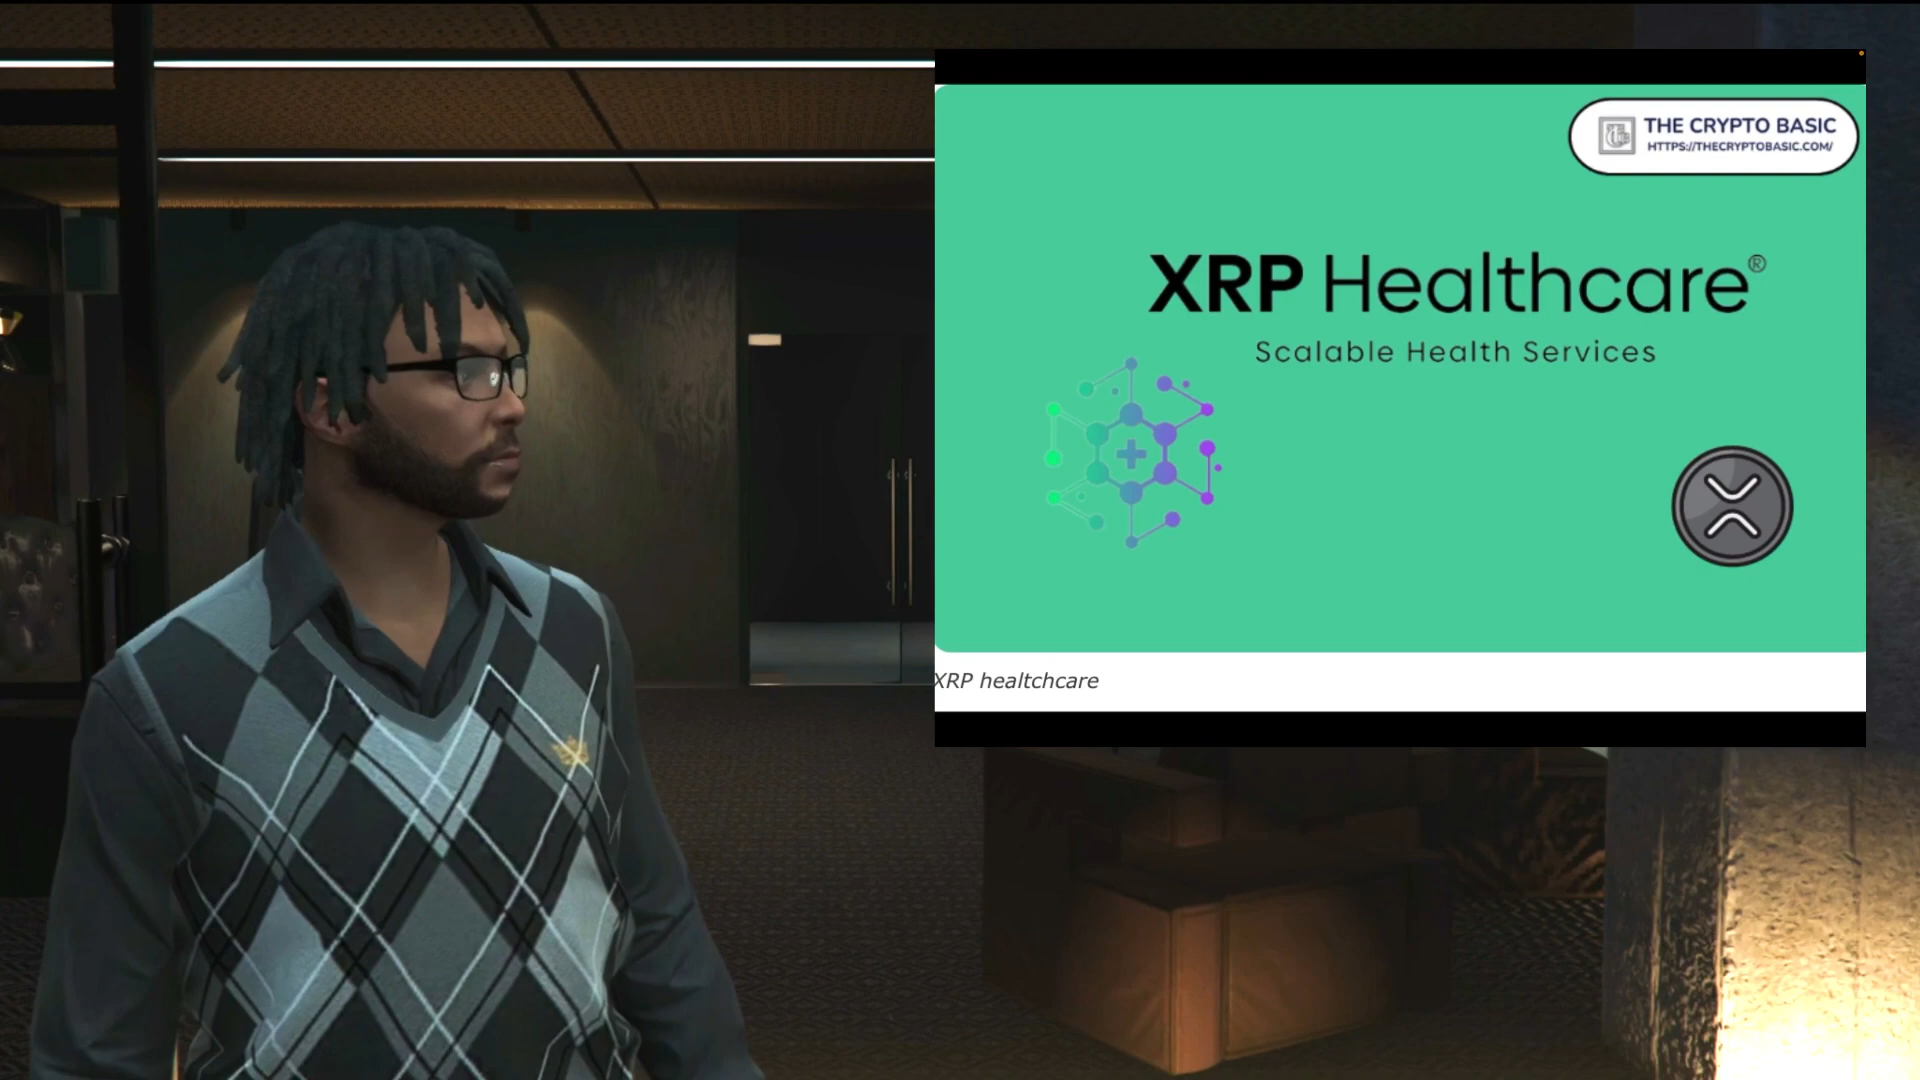 THE CRYPTO BASIC
HTTPS://THECRYPTOBASIC.COM/
XRP Healthcare®
Scalable Health Services
XRP healtchcare